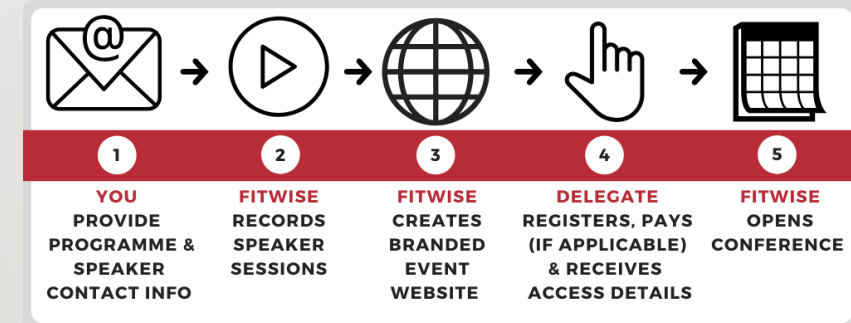 @
1
YOU
PROVIDE
PROGRAMME &
SPEAKER
CONTACT INFO
2
FITWISE
RECORDS
SPEAKER
SESSIONS
3
FITWISE
CREATES
BRANDED
EVENT
WEBSITE
4
DELEGATE
REGISTERS, PAYS
(IF APPLICABLE)
& RECEIVES
ACCESS DETAILS
5
FITWISE
OPENS
CONFERENCE